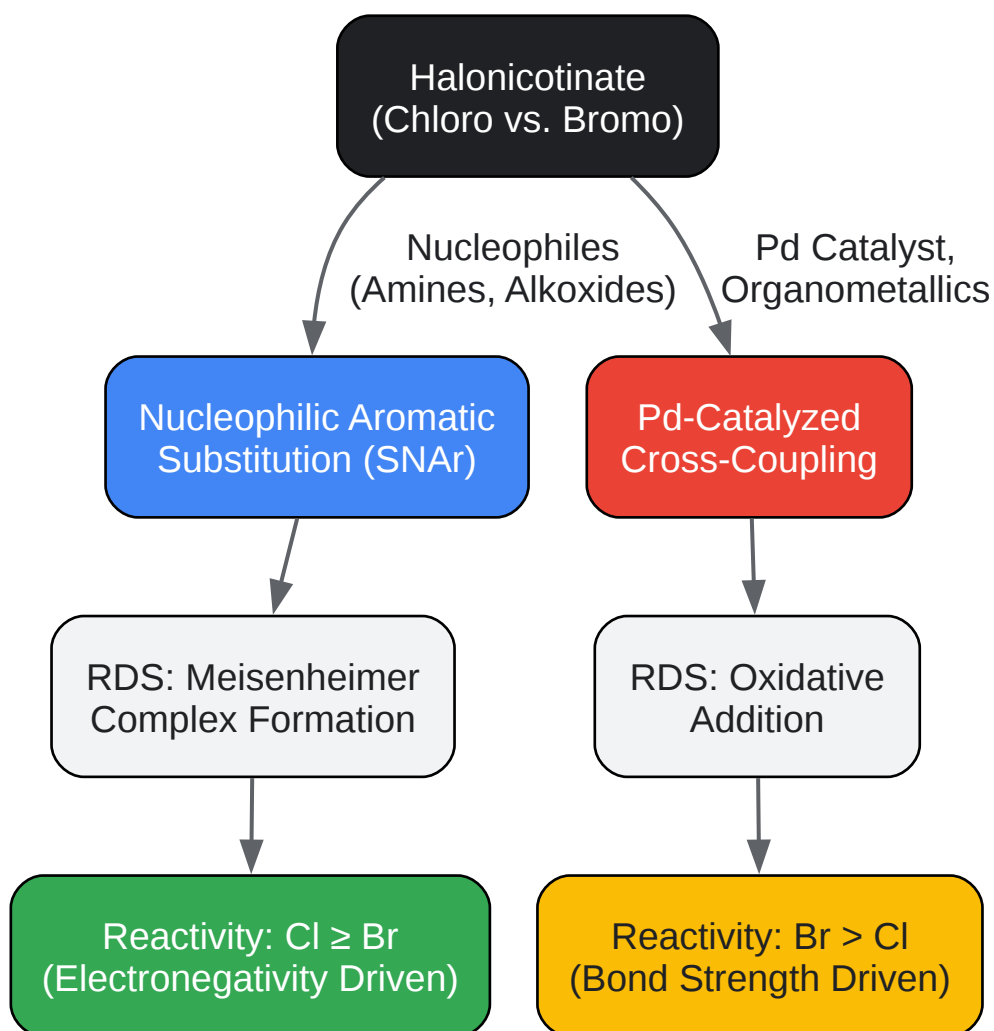 Halonicotinate
(Chloro vs. Bromo)
Nucleophiles
(Amines, Alkoxides)
Pd Catalyst,
Organometallics
Nucleophilic Aromatic
Substitution (SNAr)
Pd-Catalyzed
Cross-Coupling
RDS: Meisenheimer
Complex Formation
RDS: Oxidative
Addition
Reactivity: Cl ≥ Br
(Electronegativity Driven)
Reactivity: Br > Cl
(Bond Strength Driven)